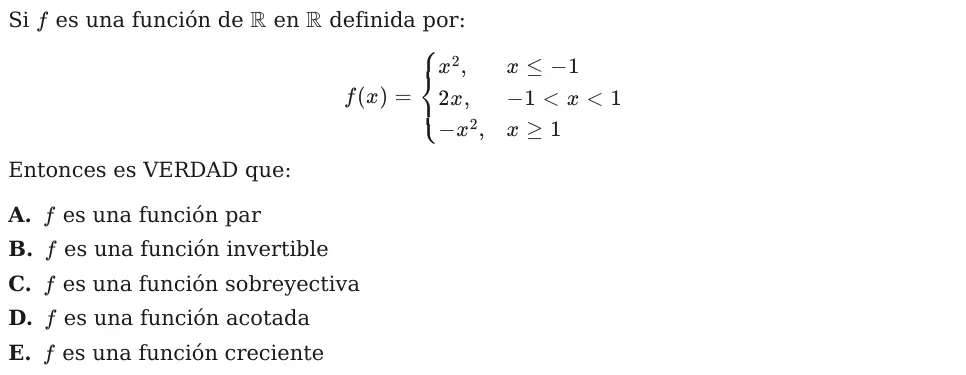 Si f es una función de ℝ en ℝ definida por:
f(x) = { x², x ≤ −1
2x, −1 < x < 1
−x², x ≥ 1
Entonces es VERDAD que:
A. f es una función par
B. f es una función invertible
C. f es una función sobreyectiva
D. f es una función acotada
E. f es una función creciente